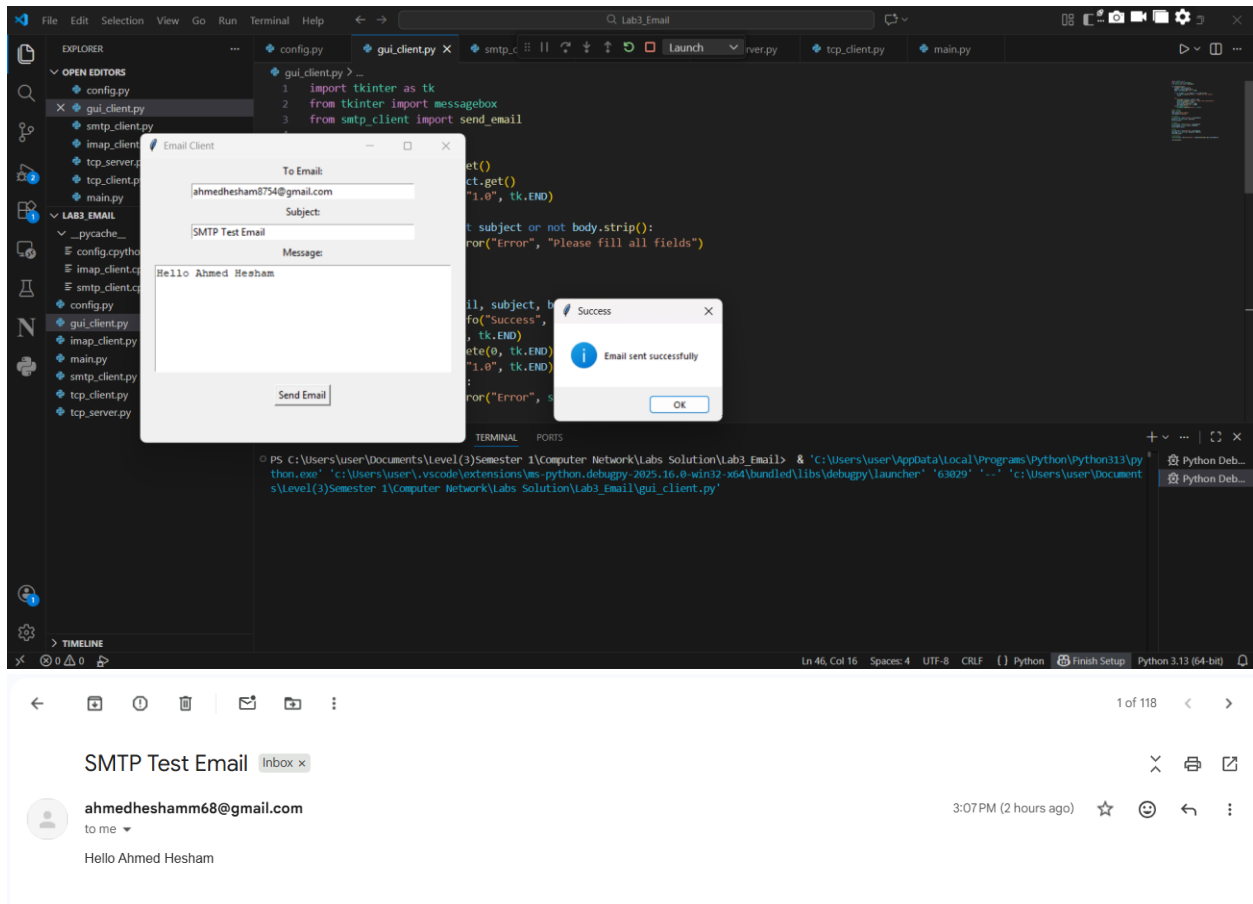 File Edit Selection View Go Run Terminal Help
Lab3_Email
EXPLORER
config.py
gui_client.py
smtp_c
Launch
rver.py
tcp_client.py
main.py
OPEN EDITORS
config.py
gui_client.py
smtp_client.py
imap_client
tcp_server.p
tcp_client.p
main.py
LAB3_EMAIL
__pycache__
config.cpytho
imap_client.cp
smtp_client.cp
config.py
gui_client.py
imap_client.py
main.py
smtp_client.py
tcp_client.py
tcp_server.py
TIMELINE
gui_client.py > ...
1 import tkinter as tk
2 from tkinter import messagebox
3 from smtp_client import send_email
et()
ct.get()
"1.0", tk.END)
t subject or not body.strip():
ror("Error", "Please fill all fields")
il, subject, b
fo("Success",
, tk.END)
ete(0, tk.END)
"1.0", tk.END)
:
ror("Error", s
Email Client
To Email:
ahmedhesham8754@gmail.com
Subject:
SMTP Test Email
Message:
Hello Ahmed Hesham
Send Email
Success
Email sent successfully
OK
TERMINAL PORTS
PS C:\Users\user\Documents\Level(3)Semester 1\Computer Network\Labs Solution\Lab3_Email> & 'C:\Users\user\AppData\Local\Programs\Python\Python313\py
thon.exe' 'c:\Users\user\.vscode\extensions\ms-python.debugpy-2025.16.0-win32-x64\bundled\libs\debugpy\launcher' '63029' '--' 'c:\Users\user\Document
s\Level(3)Semester 1\Computer Network\Labs Solution\Lab3_Email\gui_client.py'
Python Deb...
Python Deb...
0 0
Ln 46, Col 16 Spaces: 4 UTF-8 CRLF { } Python Finish Setup Python 3.13 (64-bit)
1 of 118
SMTP Test Email Inbox ×
ahmedheshamm68@gmail.com
3:07 PM (2 hours ago)
to me
Hello Ahmed Hesham